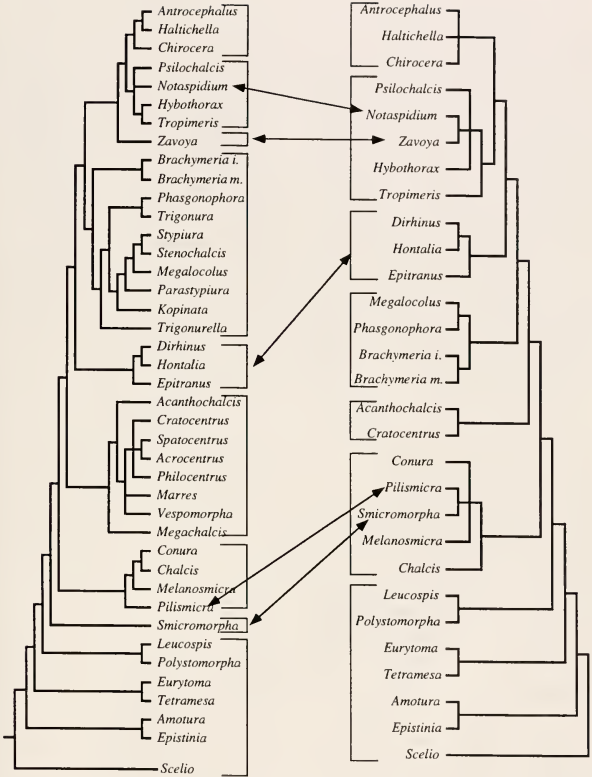 Antrocephalus
Haltichella
Chirocera
Psilochalcis
Notaspidium
Hybothorax
Tropimeris
Zavoya
Brachymeria i.
Brachymeria m.
Phasgonophora
Trigonura
Stypiura
Stenochalcis
Megalocolus
Parastypiura
Kopinata
Trigonurella
Dirhinus
Hontalia
Epitranus
Acanthochalcis
Cratocentrus
Spatocentrus
Acrocentrus
Philocentrus
Marres
Vespomorpha
Megachalcis
Conura
Chalcis
Melanosmicra
Pilismicra
Smicromorpha
Leucospis
Polystomorpha
Eurytoma
Tetramesa
Amotura
Epistinia
Scelio
Antrocephalus
Haltichella
Chirocera
Psilochalcis
Notaspidium
Zavoya
Hybothorax
Tropimeris
Dirhinus
Hontalia
Epitranus
Megalocolus
Phasgonophora
Brachymeria i.
Brachymeria m.
Acanthochalcis
Cratocentrus
Conura
Pilismicra
Smicromorpha
Melanosmicra
Chalcis
Leucospis
Polystomorpha
Eurytoma
Tetramesa
Amotura
Epistinia
Scelio